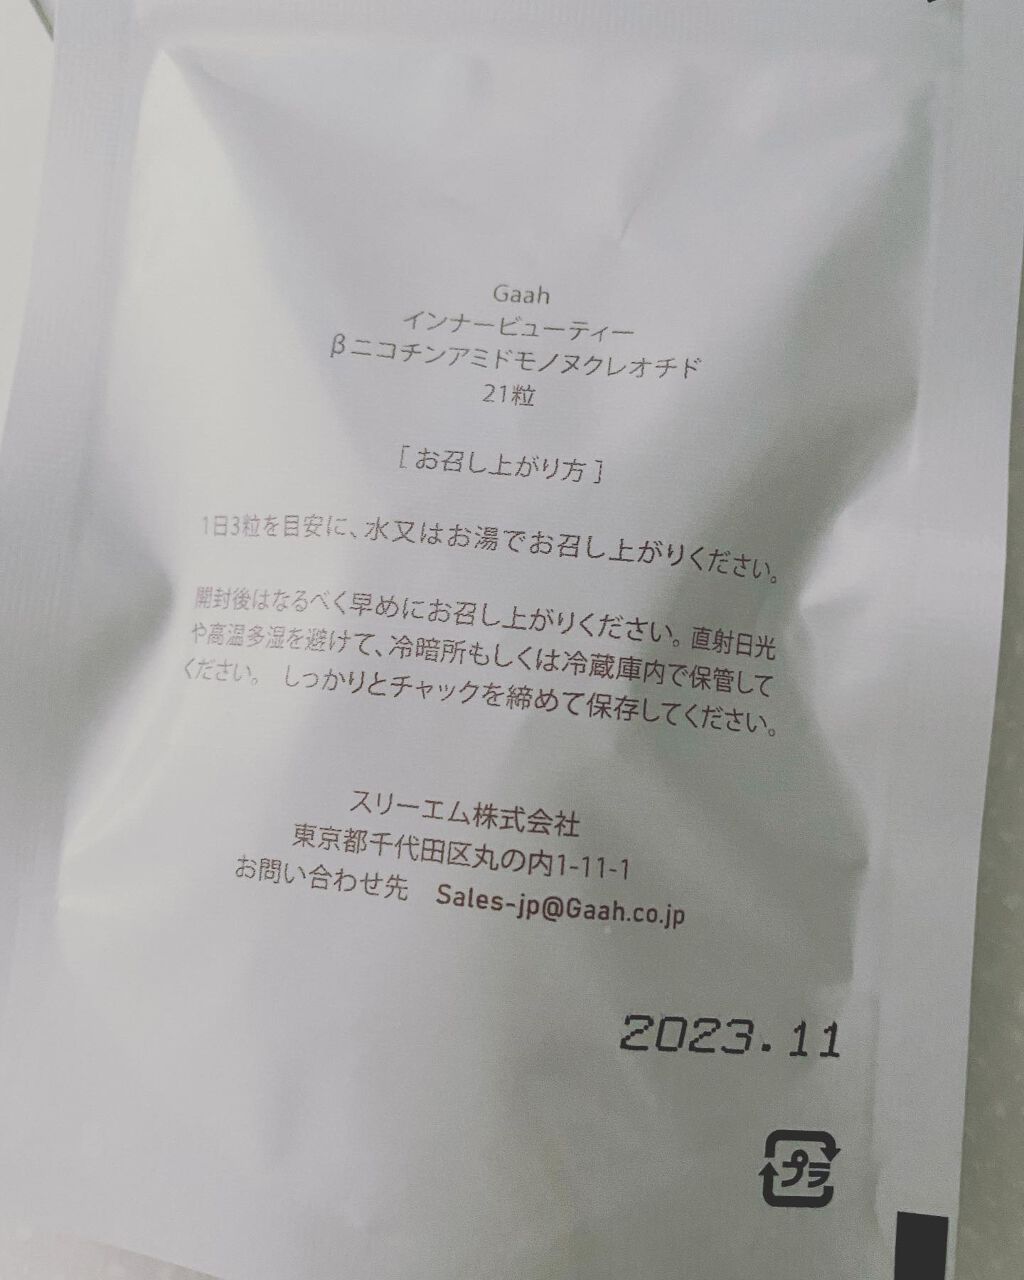 Gaah
インナービューティー
βニコチンアミドモノヌクレオチド
21粒
[ お召し上がり方 ]
1日3粒を目安に、水又はお湯でお召し上がりください。
開封後はなるべく早めにお召し上がりください。直射日光
や高温多湿を避けて、冷暗所もしくは冷蔵庫内で保管して
ください。 しっかりとチャックを締めて保存してください。
スリーエム株式会社
東京都千代田区丸の内1-11-1
お問い合わせ先 Sales-jp@Gaah.co.jp
2023.11
プラ